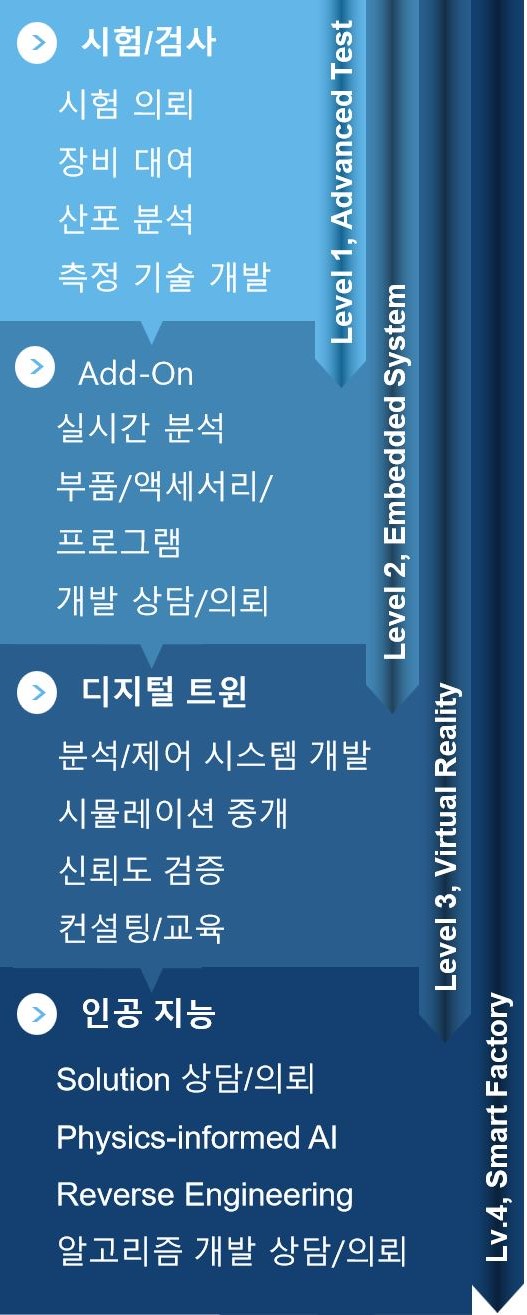 시험/검사
시험 의뢰
장비 대여
산포 분석
측정 기술 개발
Level 1, Advanced Test
Add-On
실시간 분석
부품/액세서리/
프로그램
개발 상담/의뢰
Level 2, Embedded System
디지털 트윈
분석/제어 시스템 개발
시뮬레이션 중개
신뢰도 검증
컨설팅/교육
Level 3, Virtual Reality
인공 지능
Solution 상담/의뢰
Physics-informed AI
Reverse Engineering
알고리즘 개발 상담/의뢰
Lv.4, Smart Factory